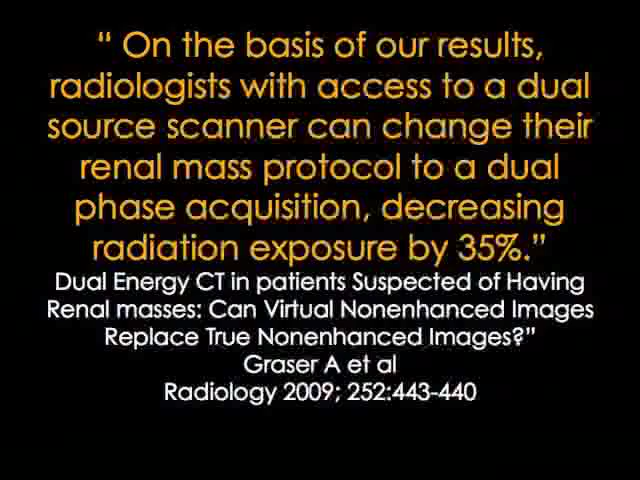 “ On the basis of our results,
radiologists with access to a dual
source scanner can change their
renal mass protocol to a dual
phase acquisition, decreasing
radiation exposure by 35%.”
Dual Energy CT in patients Suspected of Having
Renal masses: Can Virtual Nonenhanced Images
Replace True Nonenhanced Images?”
Graser A et al
Radiology 2009; 252:443-440